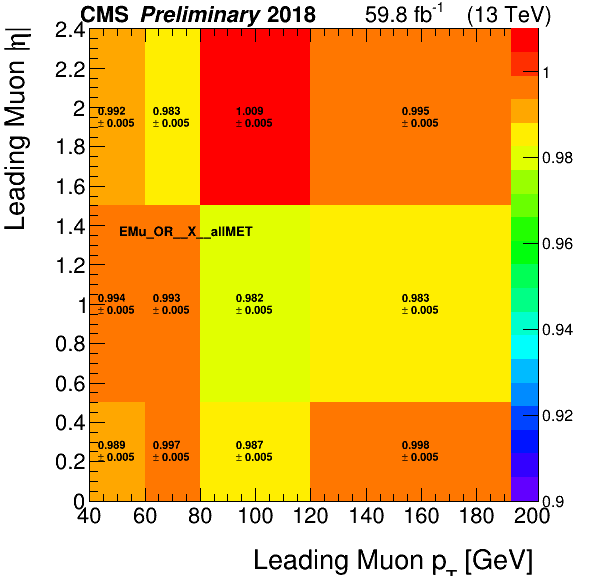 CMS Preliminary 2018 59.8 fb-1 (13 TeV)
Leading Muon |η|
2.4
2.2
2
1.8
1.6
1.4
1.2
1
0.8
0.6
0.4
0.2
0
0.992 0.983 1.009 0.995
± 0.005 ± 0.005 ± 0.005 ± 0.005
EMu_OR__X__allMET
0.994 0.993 0.982 0.983
± 0.005 ± 0.005 ± 0.005 ± 0.005
0.989 0.997 0.987 0.998
± 0.005 ± 0.005 ± 0.005 ± 0.005
1
0.98
0.96
0.94
0.92
0.9
40 60 80 100 120 140 160 180 200
Leading Muon pT [GeV]